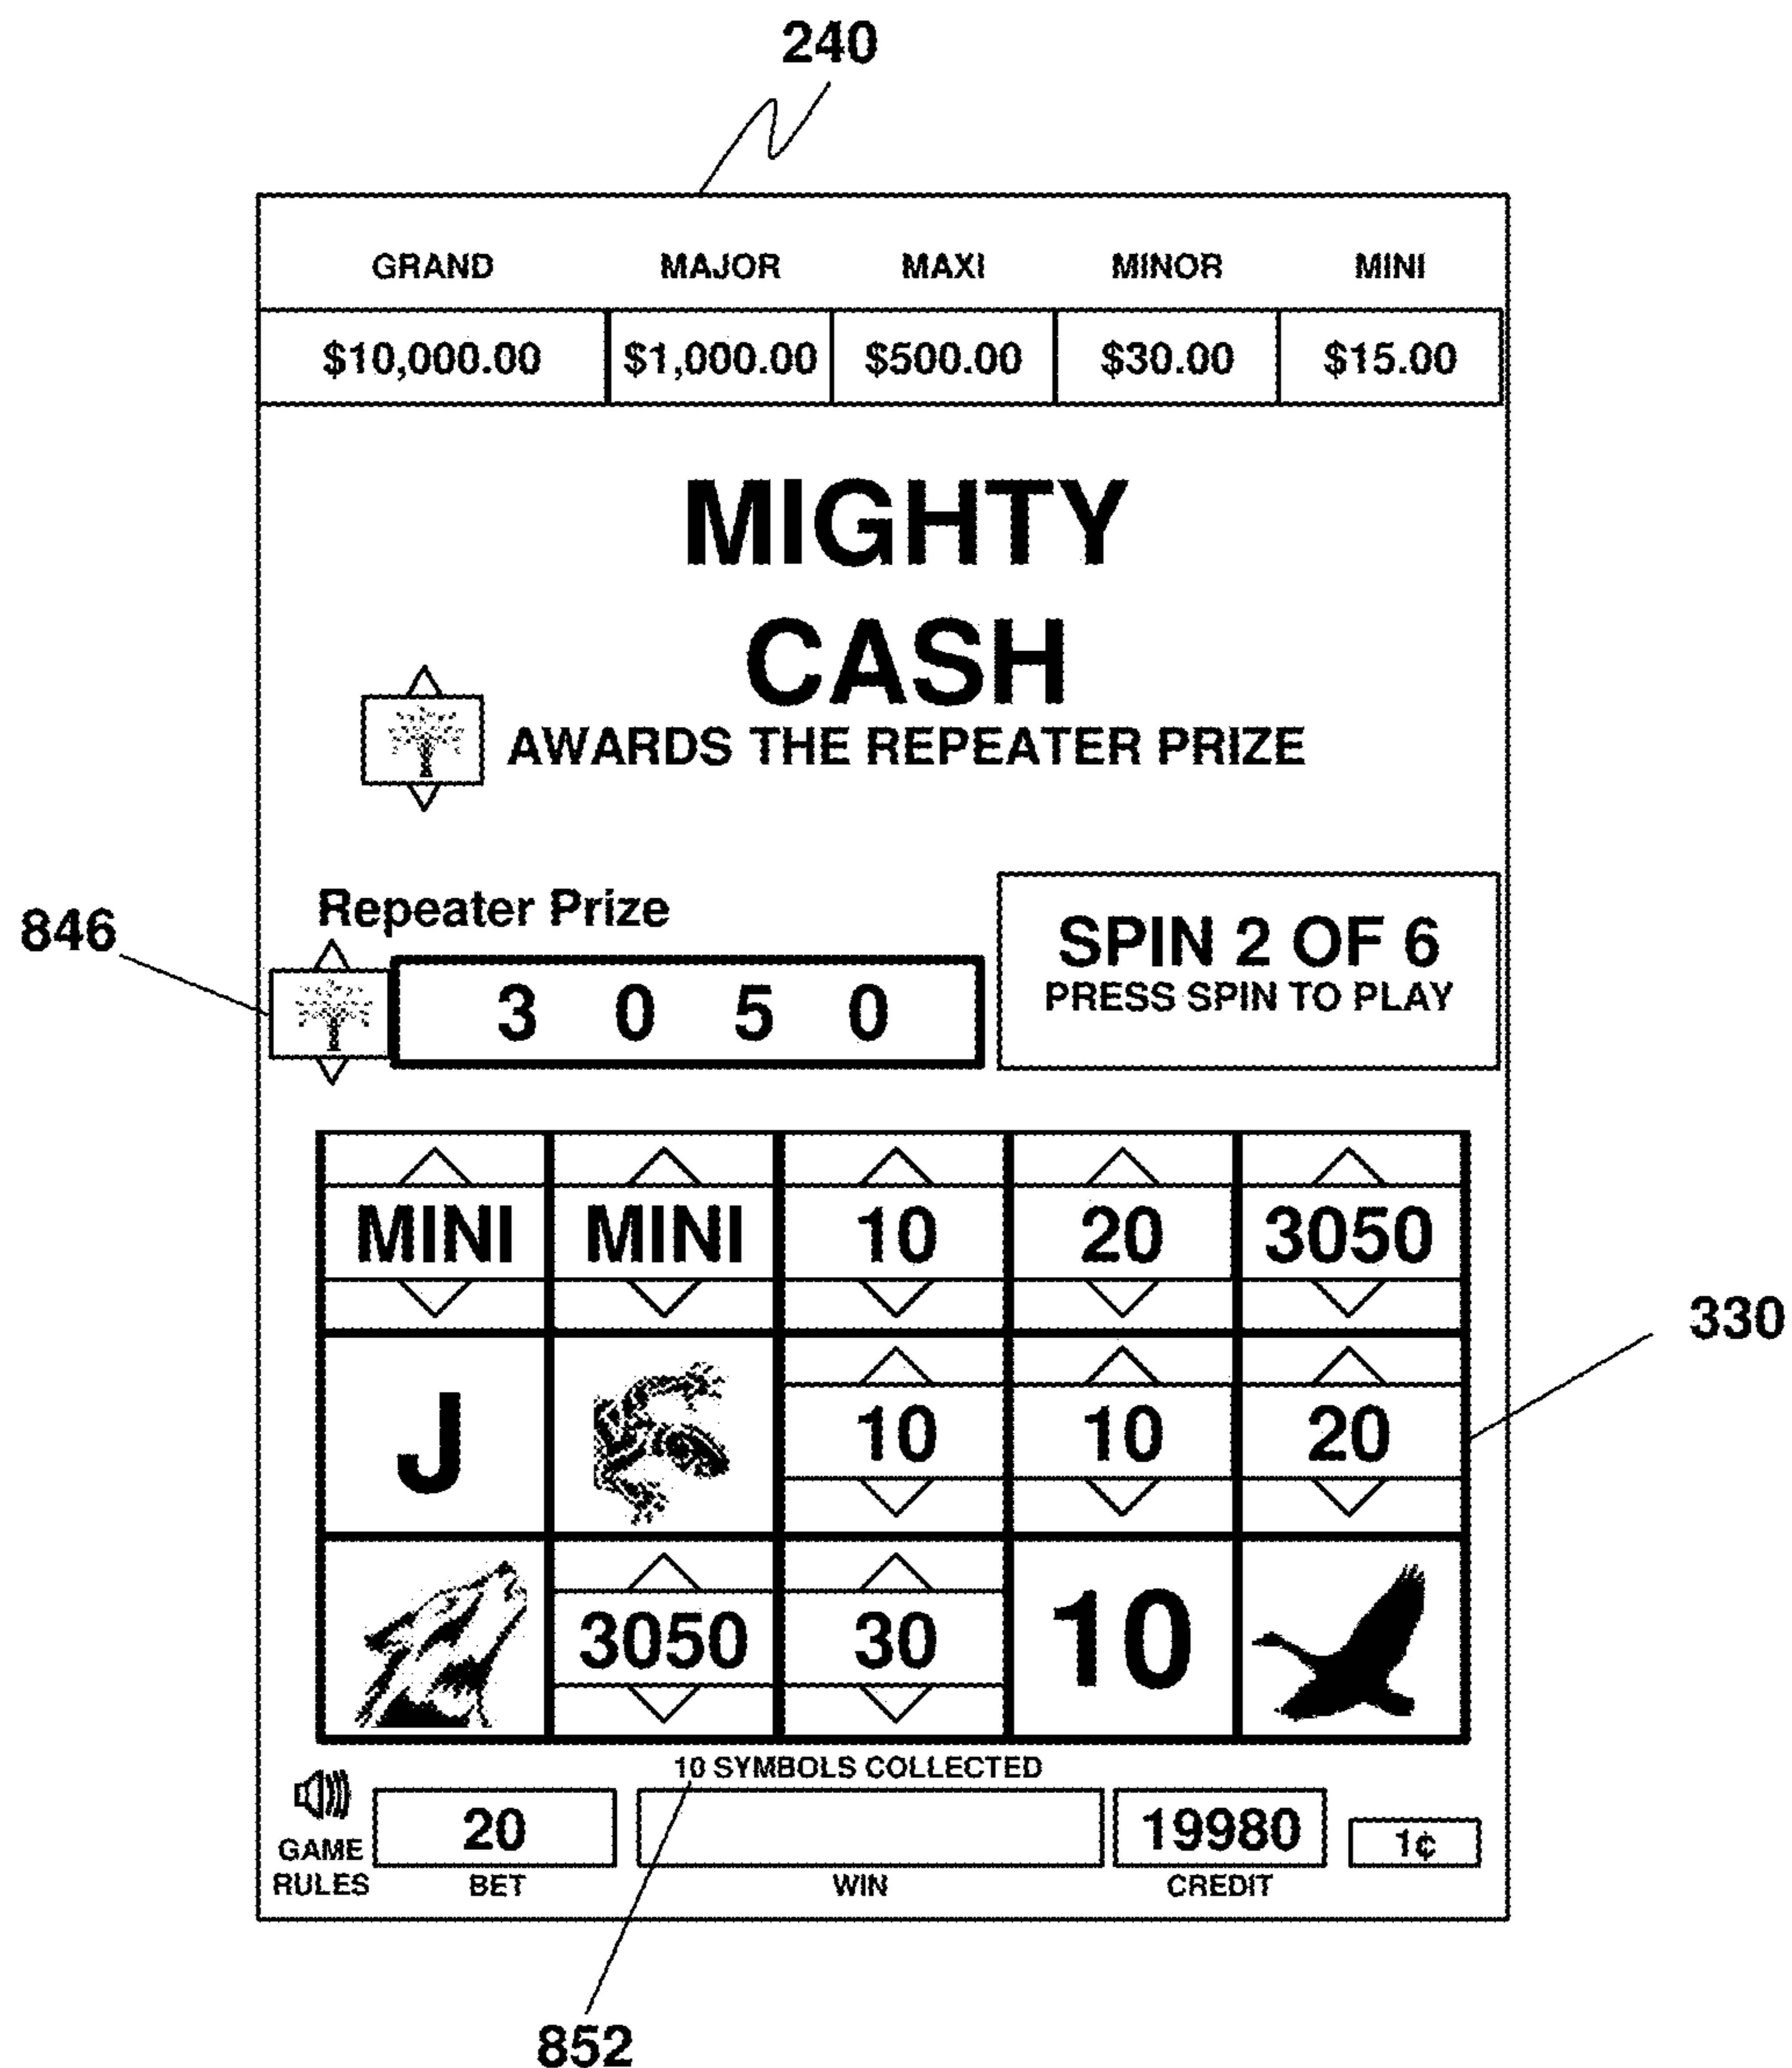 240
GRAND MAJOR MAXI MINOR MINI
$10,000.00 $1,000.00 $500.00 $30.00 $15.00
MIGHTY
CASH
AWARDS THE REPEATER PRIZE
Repeater Prize
846
3 0 5 0
SPIN 2 OF 6
PRESS SPIN TO PLAY
MINI MINI 10 20 3050
330
J 10 10 20
3050 30 10
10 SYMBOLS COLLECTED
20 19980 1¢
GAME
RULES BET WIN CREDIT
852